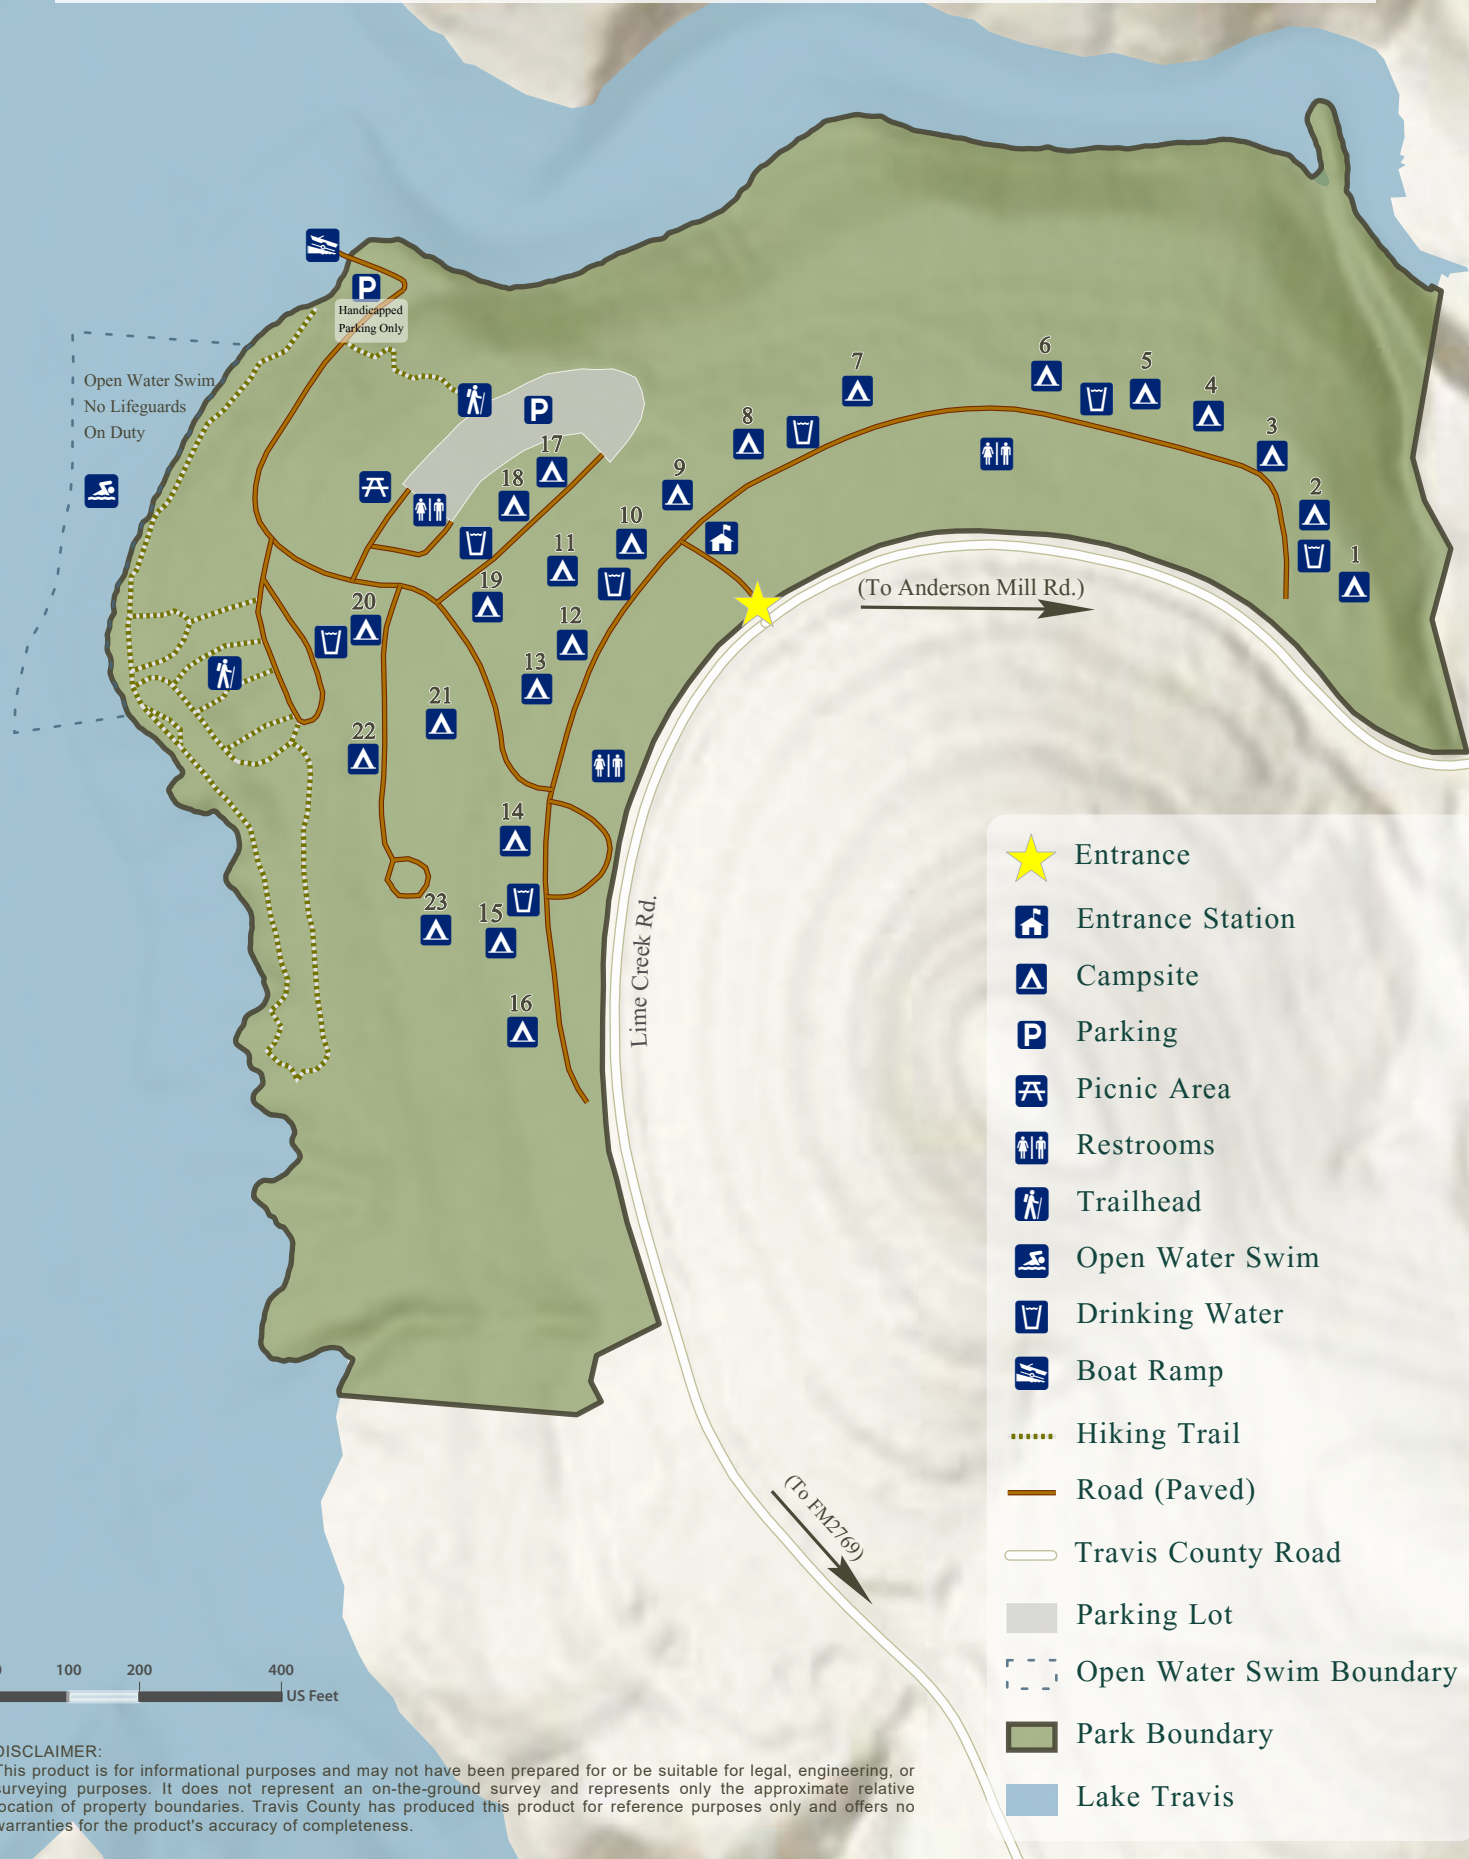 P
Handicapped
Parking Only
Open Water Swim
No Lifeguards
On Duty
P
17
18
19
20
21
22
23
9
8
7
6
5
4
3
2
1
10
11
12
13
14
15
16
(To Anderson Mill Rd.)
Lime Creek Rd.
(To FM2769)
Entrance
Entrance Station
Campsite
P Parking
Picnic Area
Restrooms
Trailhead
Open Water Swim
Drinking Water
Boat Ramp
Hiking Trail
Road (Paved)
Travis County Road
Parking Lot
Open Water Swim Boundary
Park Boundary
Lake Travis
100 200 400
US Feet
DISCLAIMER:
This product is for informational purposes and may not have been prepared for or be suitable for legal, engineering, or
surveying purposes. It does not represent an on-the-ground survey and represents only the approximate relative
location of property boundaries. Travis County has produced this product for reference purposes only and offers no
warranties for the product's accuracy of completeness.